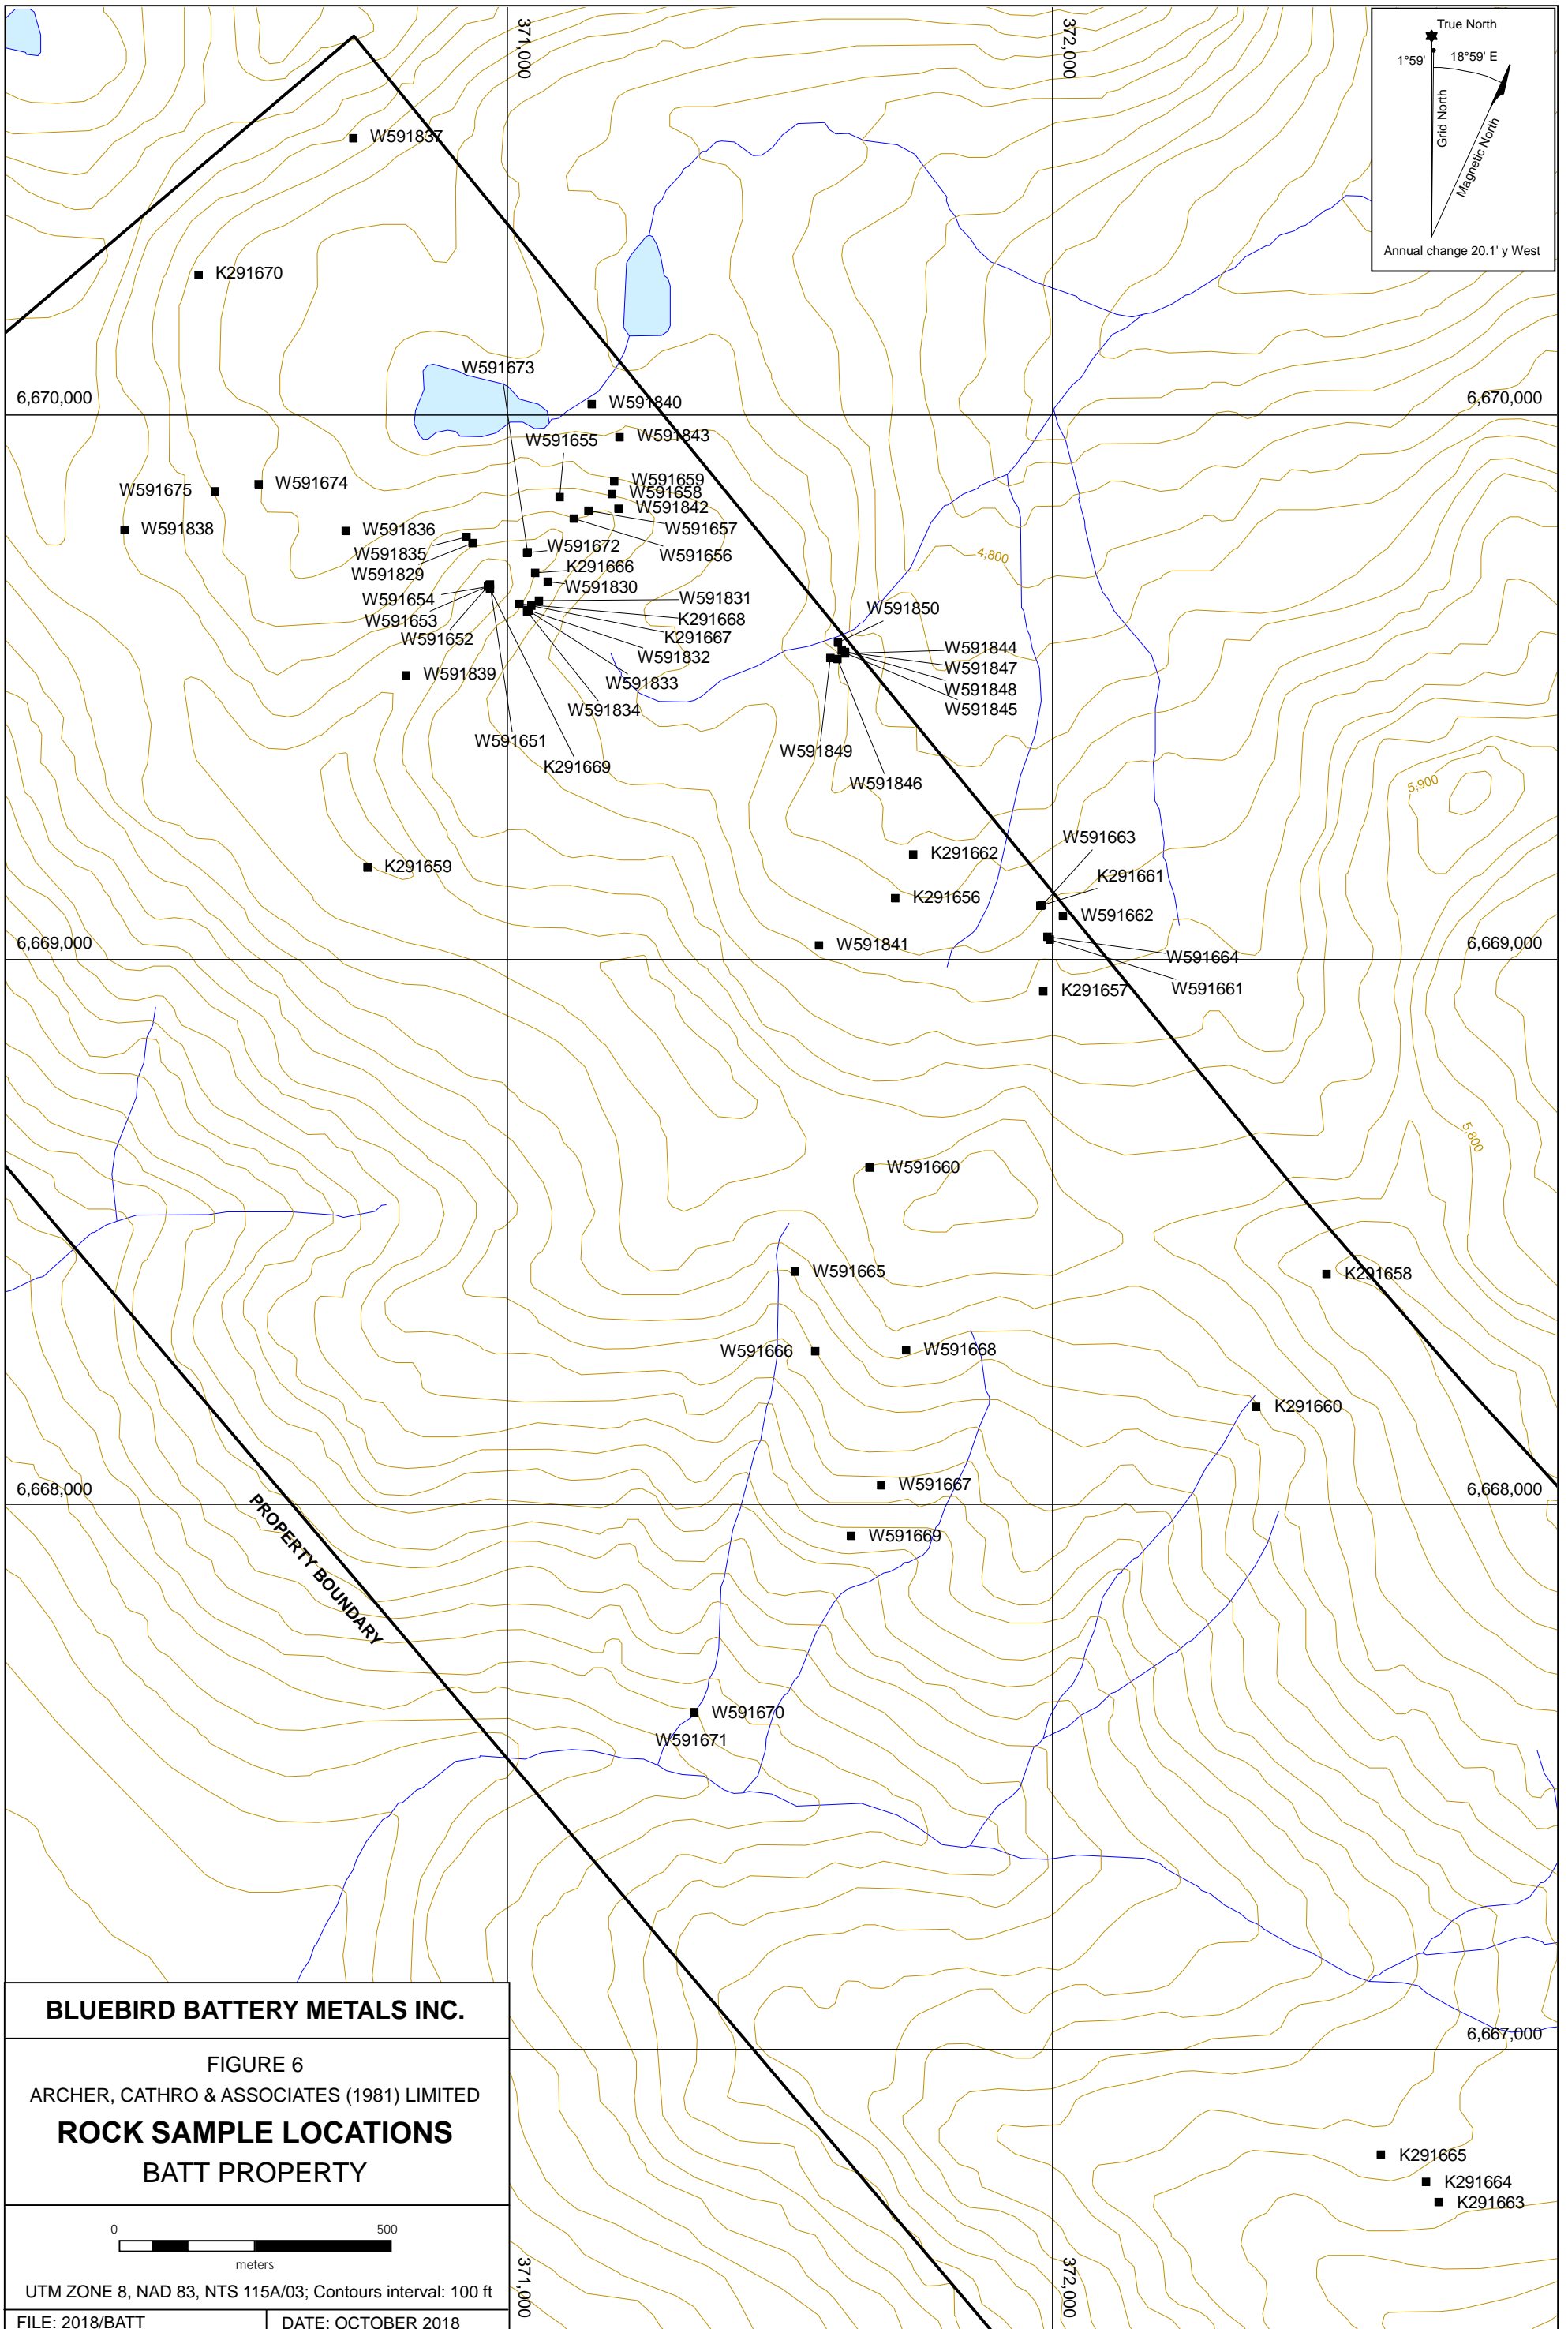 371,000
372,000
True North
1°59'
18°59' E
Grid North
Magnetic North
Annual change 20.1' y West
W591837
K291670
W591673
6,670,000
W591840
6,670,000
W591655
W591843
W591659
W591675
W591674
W591658
W591842
W591838
W591836
W591657
W591835
W591672
W591656
4,800
W591829
K291666
W591830
W591654
W591831
W591850
W591653
K291668
W591652
K291667
W591844
W591832
W591847
W591839
W591833
W591848
W591834
W591845
W591651
W591849
K291669
W591846
5,900
W591663
K291662
K291659
K291661
K291656
W591662
6,669,000
W591841
6,669,000
W591664
K291657
W591661
5,800
W591660
W591665
K291658
W591666
W591668
K291660
W591667
6,668,000
6,668,000
PROPERTY BOUNDARY
W591669
W591670
W591671
6,667,000
K291665
K291664
K291663
371,000
372,000
BLUEBIRD BATTERY METALS INC.
FIGURE 6
ARCHER, CATHRO & ASSOCIATES (1981) LIMITED
ROCK SAMPLE LOCATIONS
BATT PROPERTY
0 500
meters
UTM ZONE 8, NAD 83, NTS 115A/03; Contours interval: 100 ft
FILE: 2018/BATT DATE: OCTOBER 2018